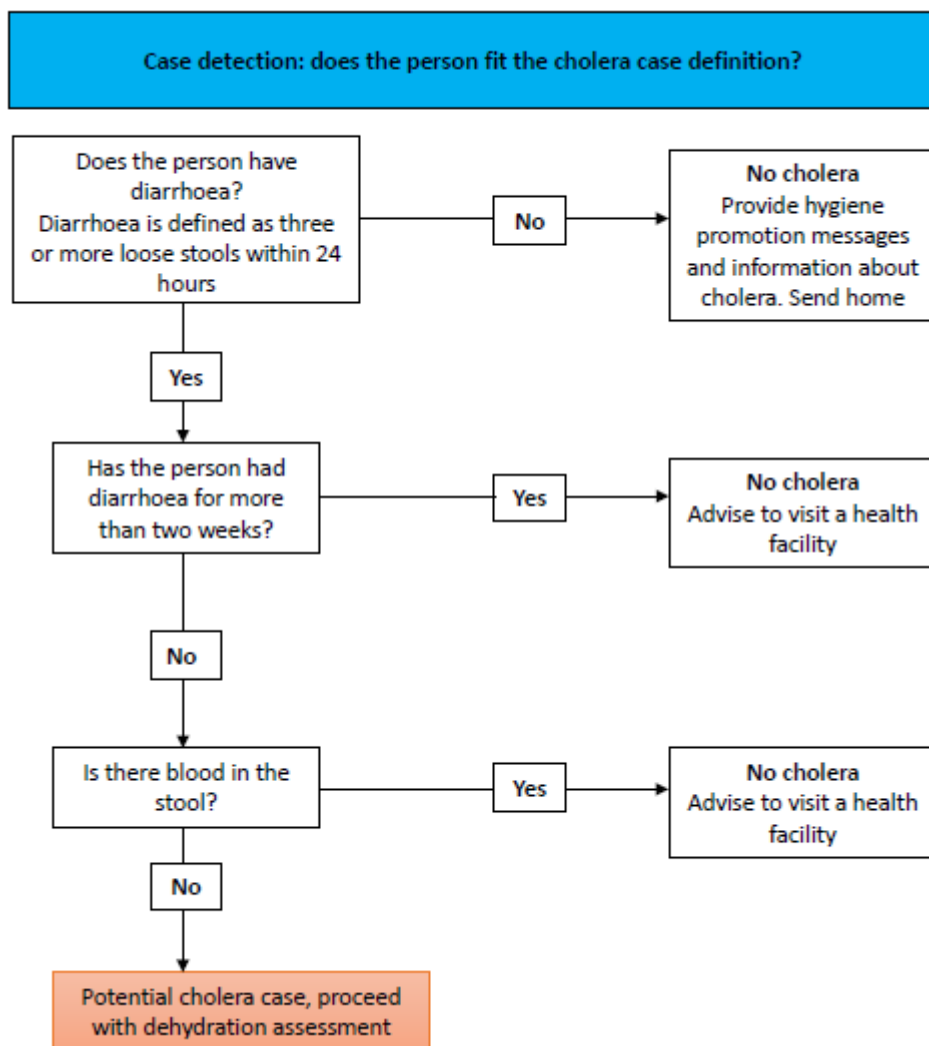 Case detection: does the person fit the cholera case definition?
Does the person have
diarrhoea?
Diarrhoea is defined as three
or more loose stools within 24
hours
No
No cholera
Provide hygiene
promotion messages
and information about
cholera. Send home
Yes
Has the person had
diarrhoea for more
than two weeks?
Yes
No cholera
Advise to visit a health
facility
No
Is there blood in the
stool?
Yes
No cholera
Advise to visit a health
facility
No
Potential cholera case, proceed
with dehydration assessment